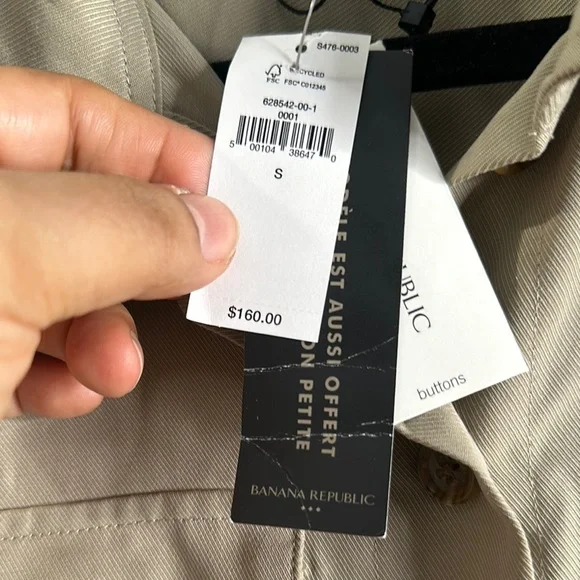 S476-0003
RECYCLED
FSC FSC® C012345
628542-00-1
0001
5 00104 38647 0
S
$160.00
EST AUSSI OFFERT
PETITE
BANANA REPUBLIC
buttons